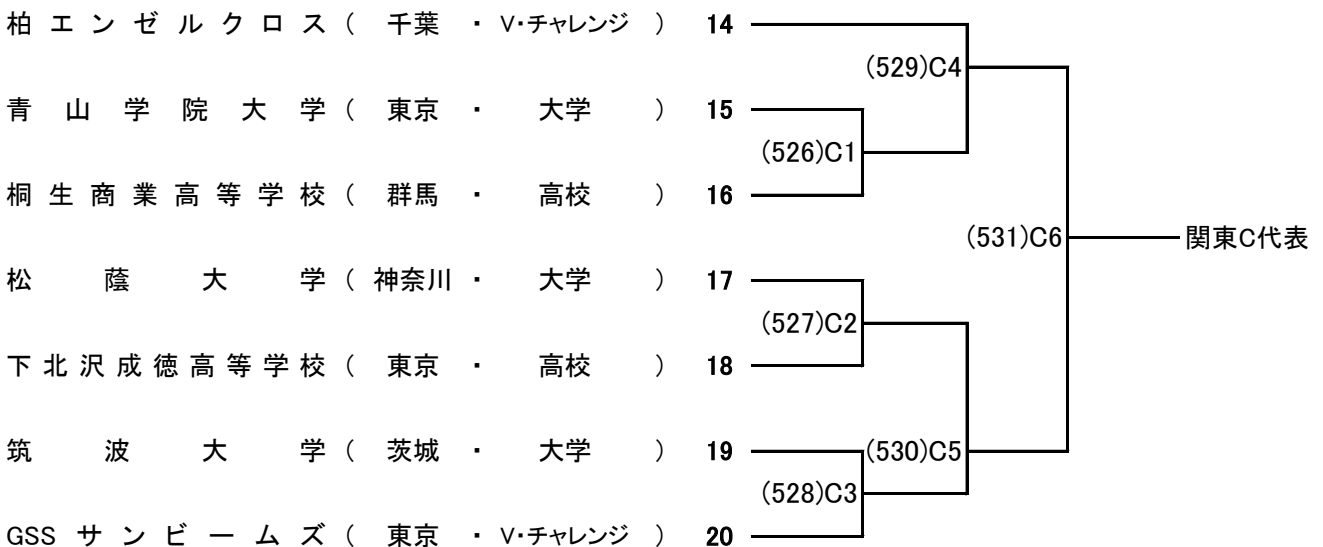 柏エンゼルクロス( 千葉 ・ V・チャレンジ ) 14
(529)C4
青山学院大学( 東京 ・ 大学 ) 15
(526)C1
桐生商業高等学校( 群馬 ・ 高校 ) 16
(531)C6 関東C代表
松蔭大学( 神奈川 ・ 大学 ) 17
(527)C2
下北沢成徳高等学校( 東京 ・ 高校 ) 18
筑波大学( 茨城 ・ 大学 ) 19 (530)C5
(528)C3
GSSサンビームズ( 東京 ・ V・チャレンジ ) 20